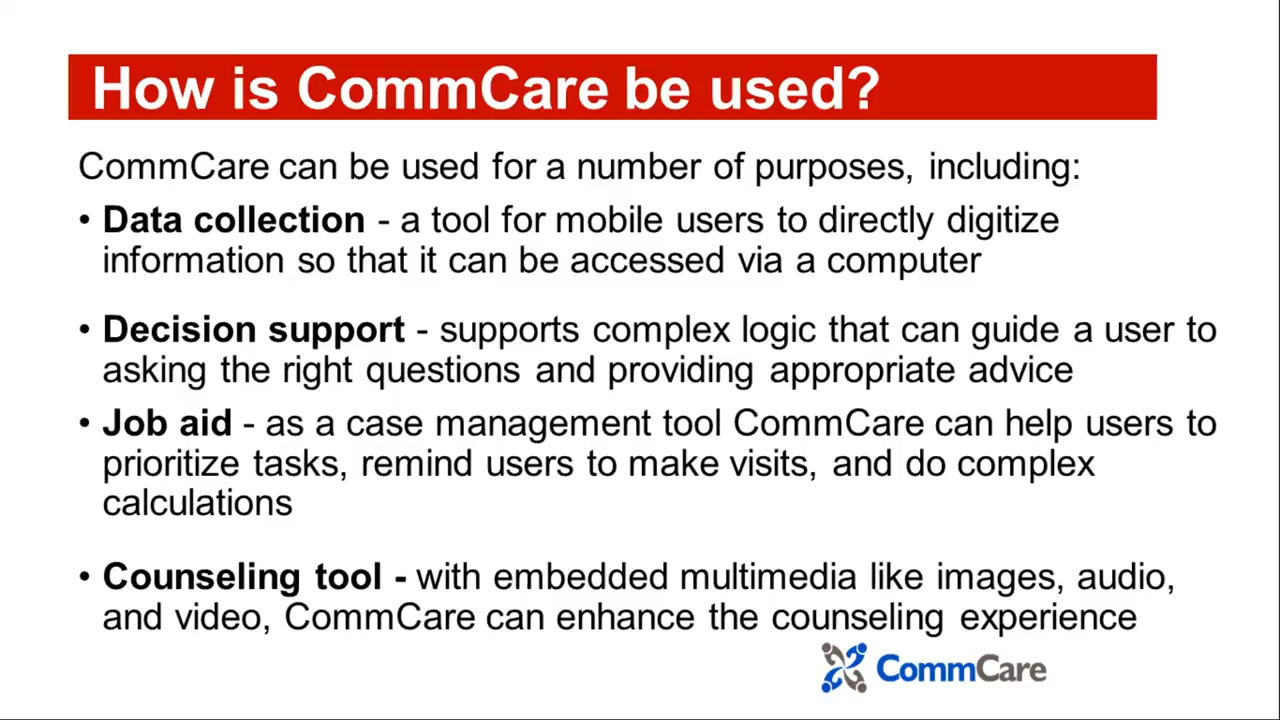 How is CommCare be used?
CommCare can be used for a number of purposes, including:
• Data collection - a tool for mobile users to directly digitize
information so that it can be accessed via a computer
• Decision support - supports complex logic that can guide a user to
asking the right questions and providing appropriate advice
• Job aid - as a case management tool CommCare can help users to
prioritize tasks, remind users to make visits, and do complex
calculations
• Counseling tool - with embedded multimedia like images, audio,
and video, CommCare can enhance the counseling experience
CommCare